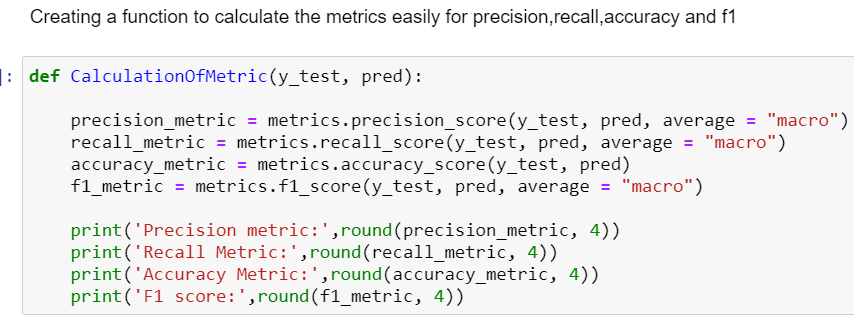 Creating a function to calculate the metrics easily for precision,recall,accuracy and f1
]: def CalculationOfMetric(y_test, pred):
precision_metric = metrics.precision_score(y_test, pred, average = "macro")
recall_metric = metrics.recall_score(y_test, pred, average = "macro")
accuracy_metric = metrics.accuracy_score(y_test, pred)
f1_metric = metrics.f1_score(y_test, pred, average = "macro")
print('Precision metric:',round(precision_metric, 4))
print('Recall Metric:',round(recall_metric, 4))
print('Accuracy Metric:',round(accuracy_metric, 4))
print('F1 score:',round(f1_metric, 4))